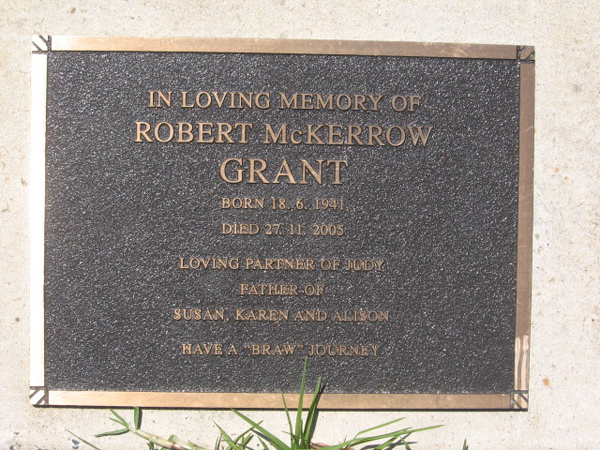 IN LOVING MEMORY OF
ROBERT McKERROW
GRANT
BORN 18. 6. 1941
DIED 27. 11. 2005
LOVING PARTNER OF JUDY
FATHER OF
SUSAN, KAREN AND ALISON
HAVE A "BRAW" JOURNEY